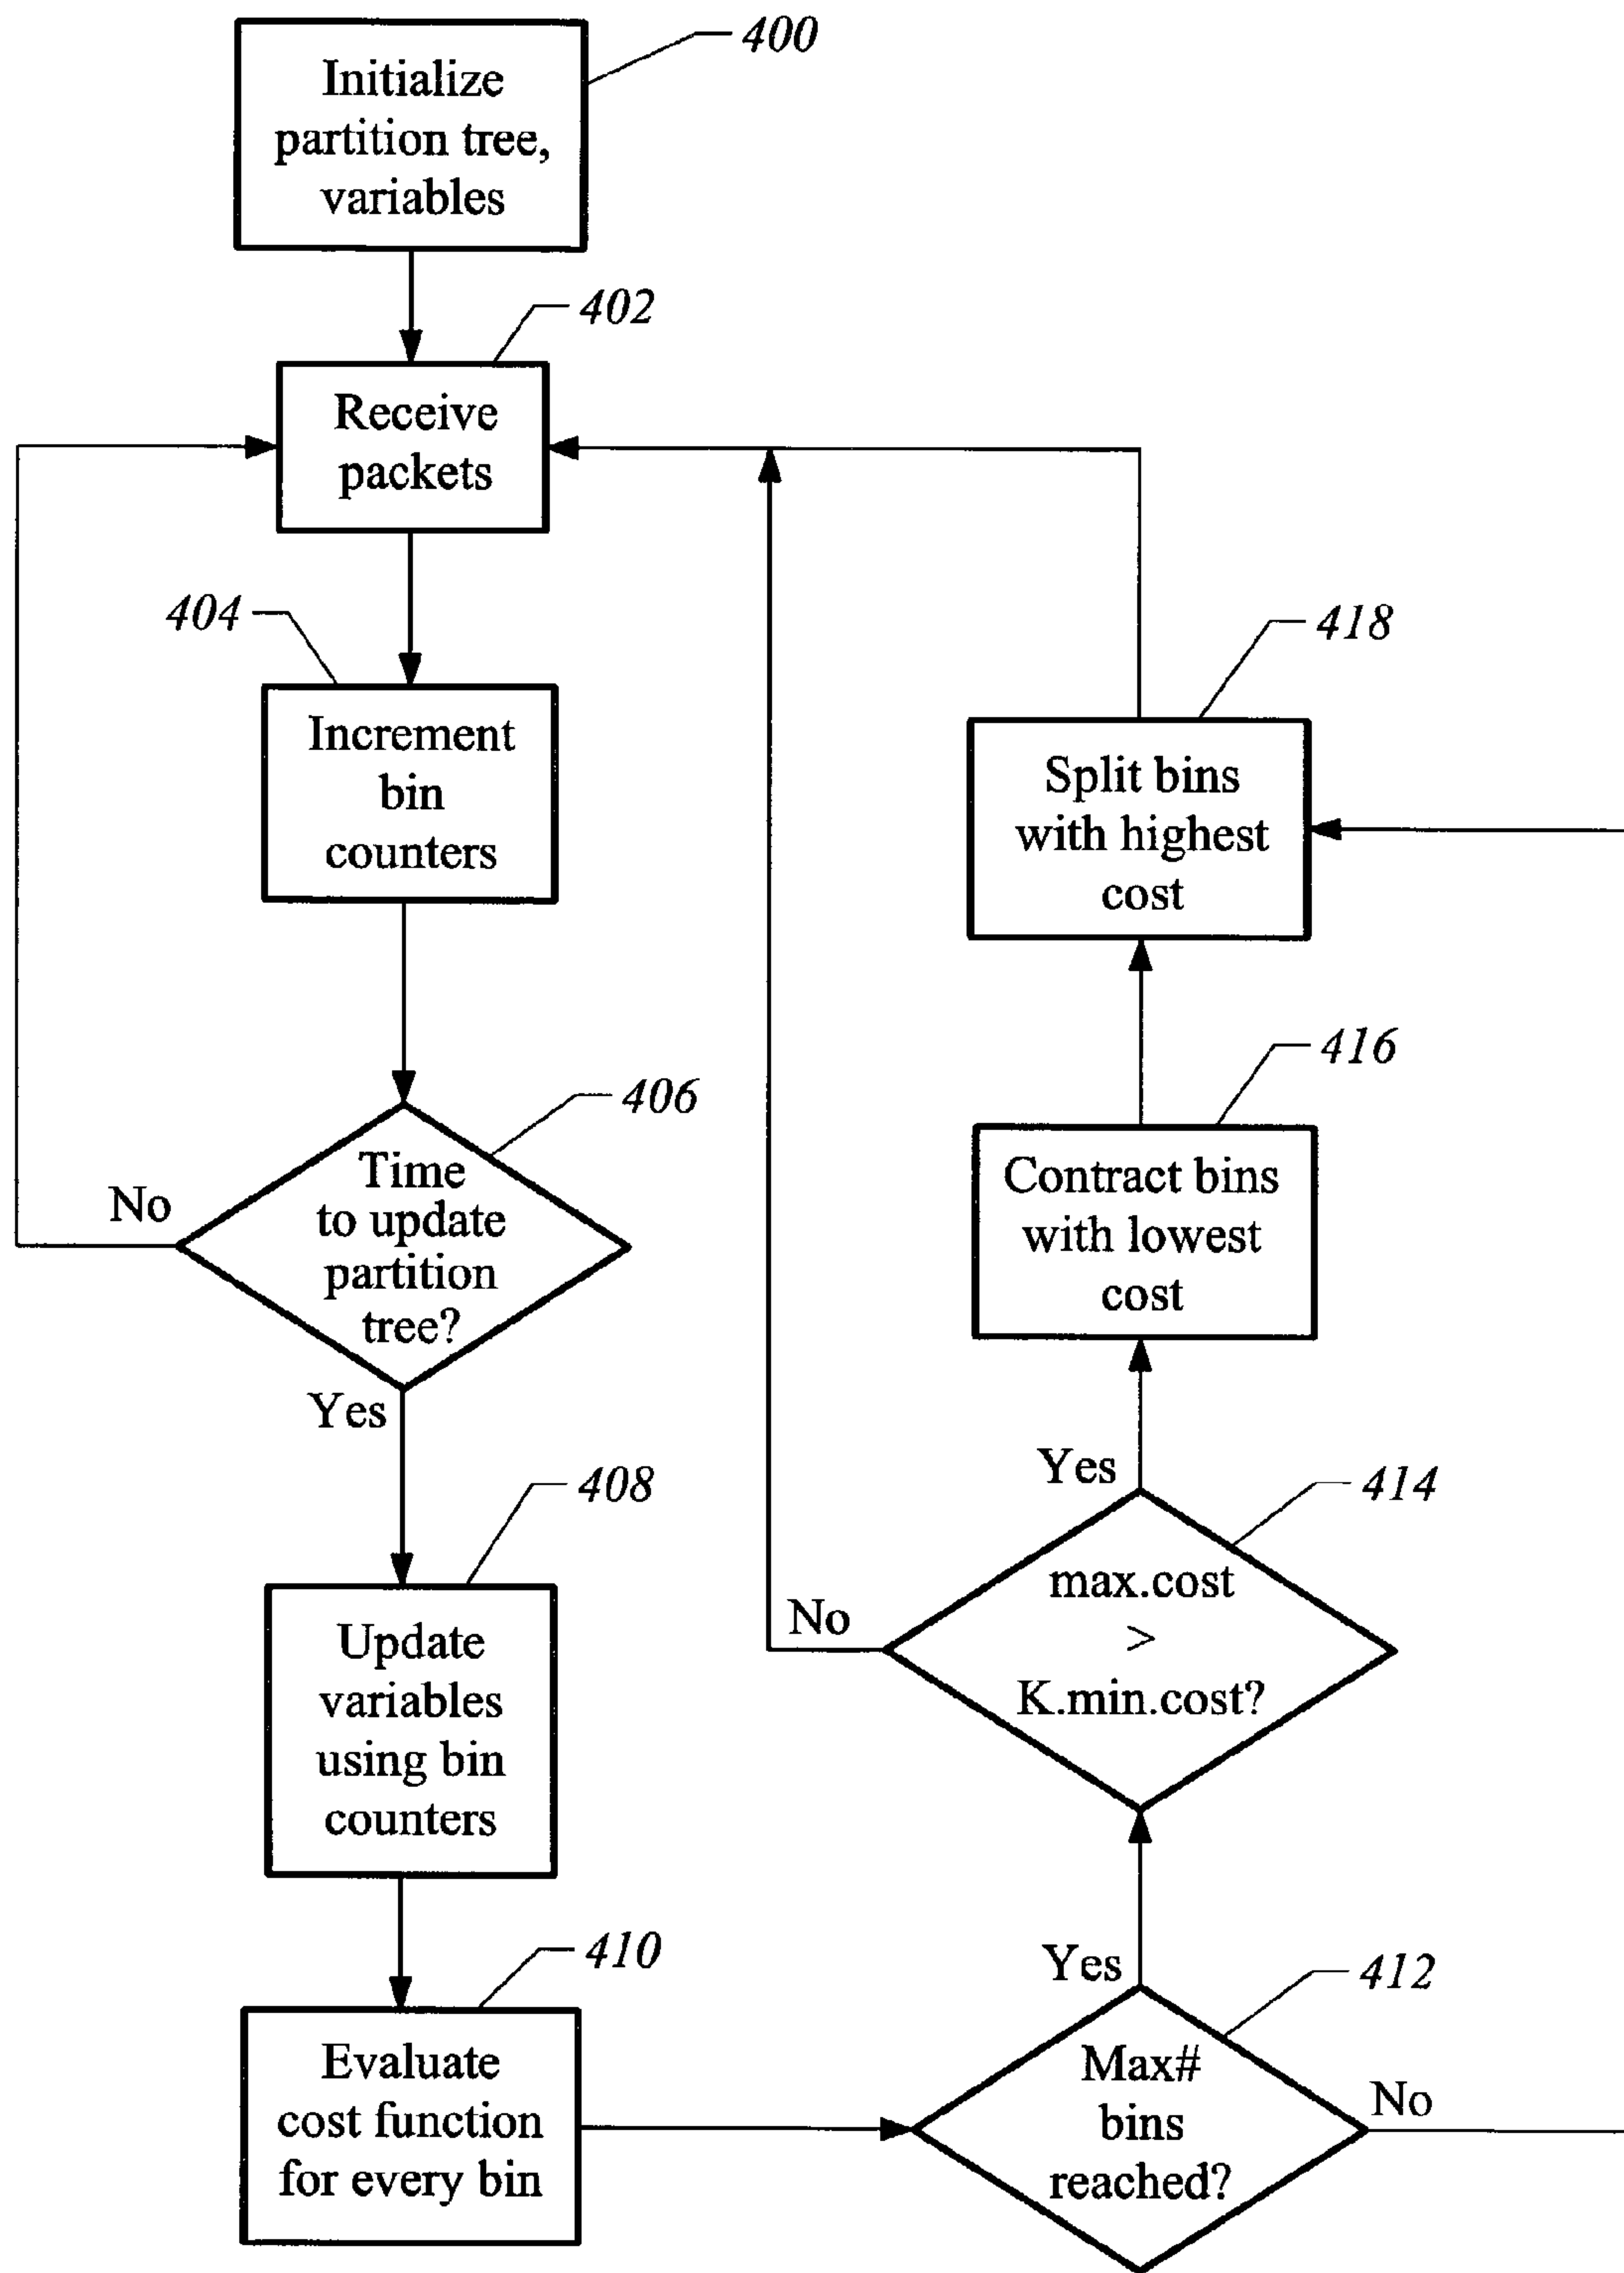 400
Initialize
partition tree,
variables
402
Receive
packets
404
Increment
bin
counters
406
Time
to update
partition
tree?
No
Yes
408
Update
variables
using bin
counters
410
Evaluate
cost function
for every bin
412
Max#
bins
reached?
No
Yes
414
max.cost
>
K.min.cost?
No
Yes
416
Contract bins
with lowest
cost
418
Split bins
with highest
cost